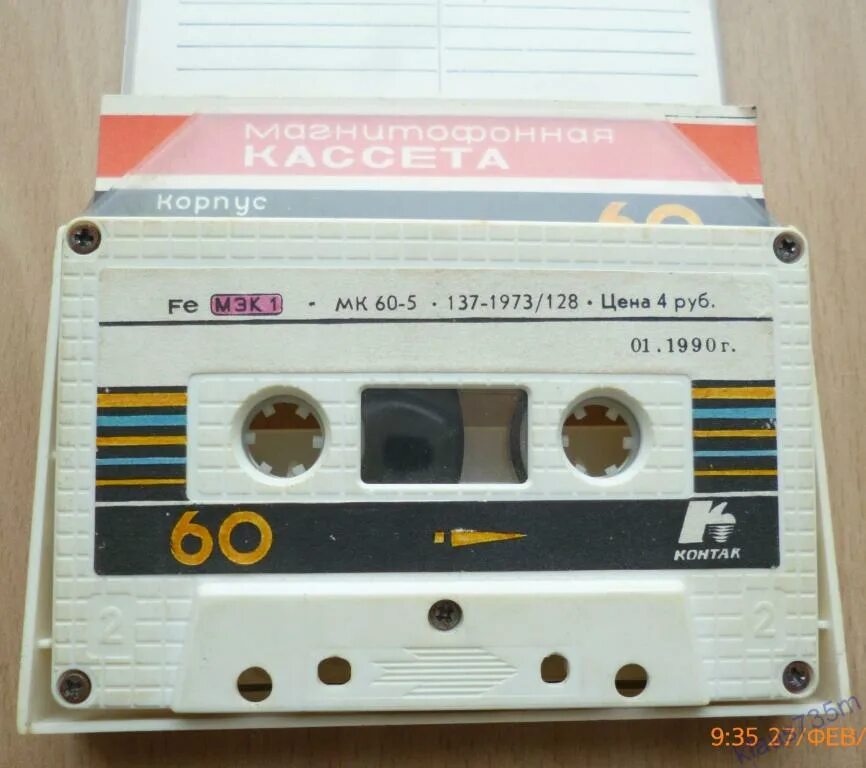 магнитофонная
КАССЕТА
Корпус
60
Fe МЭК 1 · МК 60-5 · 137-1973/128 · Цена 4 руб.
01.1990г.
60
КОНТАК
2 2
9:35 27/ФЕВ/